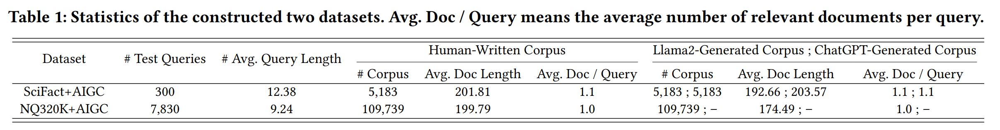 Table 1: Statistics of the constructed two datasets. Avg. Doc / Query means the average number of relevant documents per query.
Dataset # Test Queries # Avg. Query Length Human-Written Corpus Llama2-Generated Corpus ; ChatGPT-Generated Corpus
# Corpus Avg. Doc Length Avg. Doc / Query # Corpus Avg. Doc Length Avg. Doc / Query
SciFact+AIGC 300 12.38 5,183 201.81 1.1 5,183 ; 5,183 192.66 ; 203.57 1.1 ; 1.1
NQ320K+AIGC 7,830 9.24 109,739 199.79 1.0 109,739 ; – 174.49 ; – 1.0 ; –